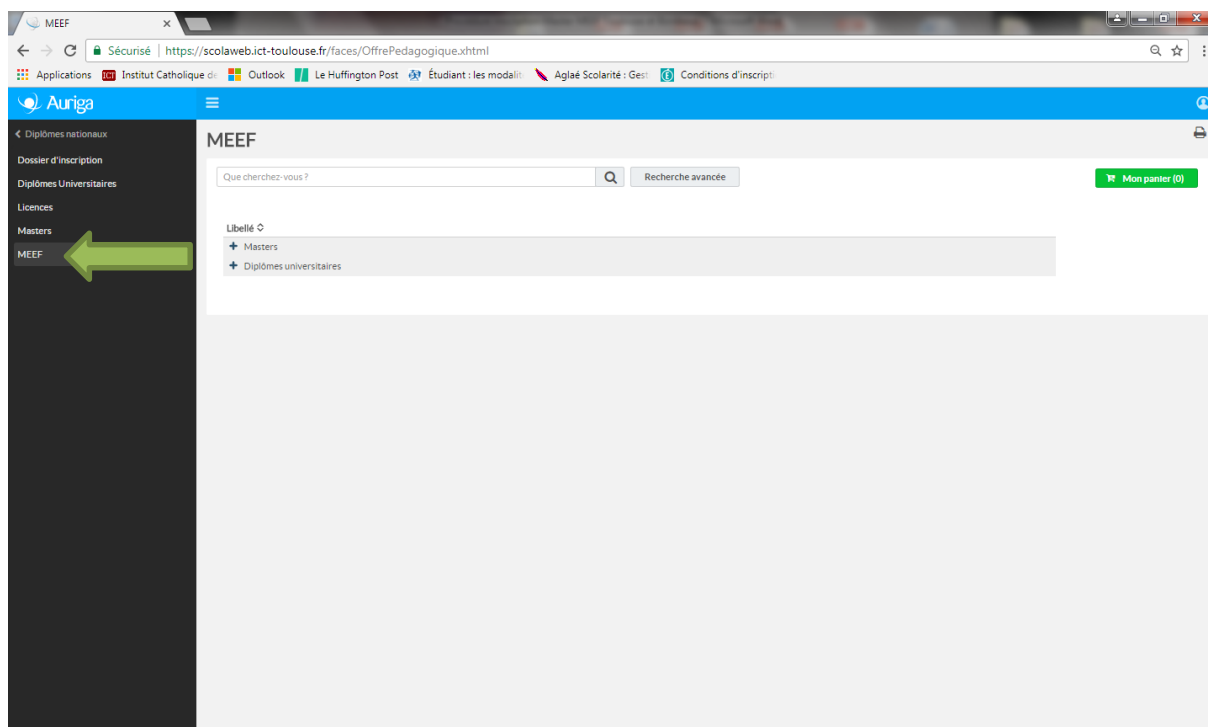 MEEF
Sécurisé | https://scolaweb.ict-toulouse.fr/faces/OffrePedagogique.xhtml
Applications ICT Institut Catholique de Outlook Le Huffington Post Étudiant : les modalit Aglaé Scolarité : Gest Conditions d'inscripti
Auriga
Diplômes nationaux
MEEF
Dossier d'inscription
Diplômes Universitaires
Que cherchez-vous ?
Recherche avancée
Mon panier (0)
Licences
Masters
MEEF
Libellé
+ Masters
+ Diplômes universitaires